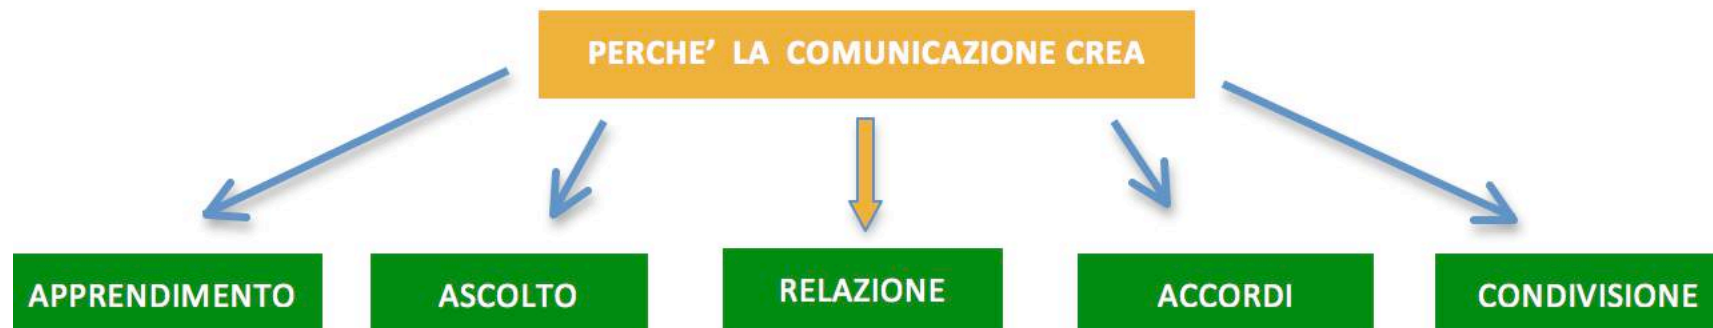 PERCHE’ LA COMUNICAZIONE CREA
APPRENDIMENTO
ASCOLTO
RELAZIONE
ACCORDI
CONDIVISIONE